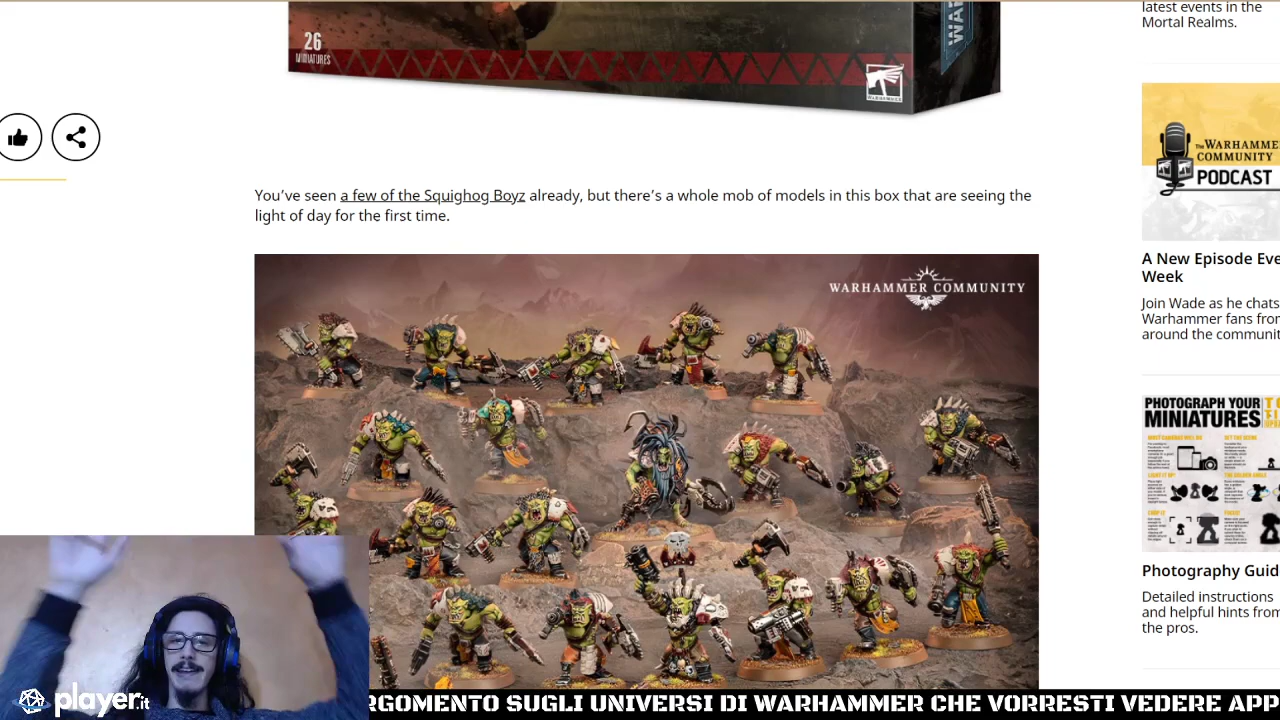 26
MINIATURES
WAR
WARHAMMER
latest events in the
Mortal Realms.
You've seen a few of the Squighog Boyz already, but there's a whole mob of models in this box that are seeing the
light of day for the first time.
WARHAMMER COMMUNITY
The WARHAMME
COMMUNITY
PODCAST
A New Episode Eve
Week
Join Wade as he chats
Warhammer fans from
around the communit
PHOTOGRAPH YOUR
MINIATURES
Photography Guid
Detailed instructions
and helpful hints from
the pros.
player.it
RGOMENTO SUGLI UNIVERSI DI WARHAMMER CHE VORRESTI VEDERE APP